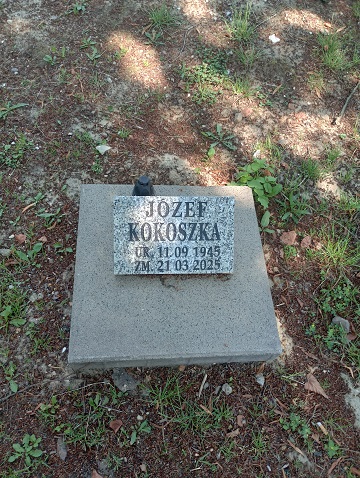 JÓZEF
KOKOSZKA
UR. 11.09 1945
ZM. 21 03 2025